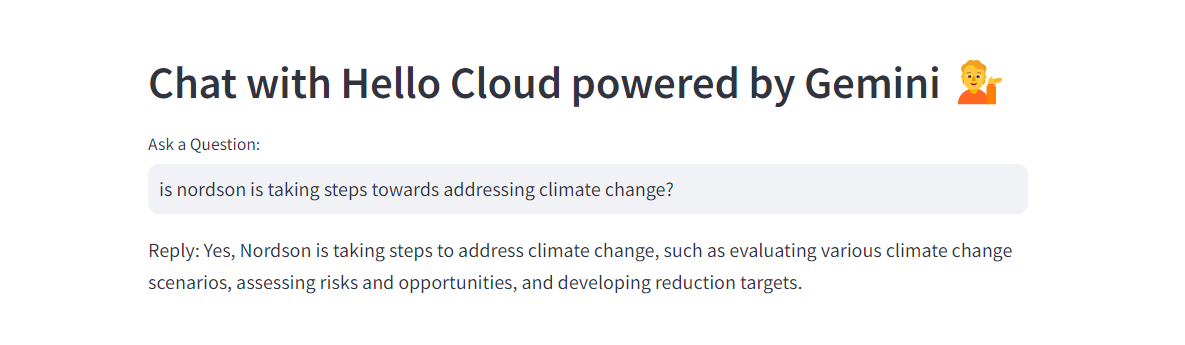 Chat with Hello Cloud powered by Gemini 💁
Ask a Question:
is nordson is taking steps towards addressing climate change?
Reply: Yes, Nordson is taking steps to address climate change, such as evaluating various climate change
scenarios, assessing risks and opportunities, and developing reduction targets.